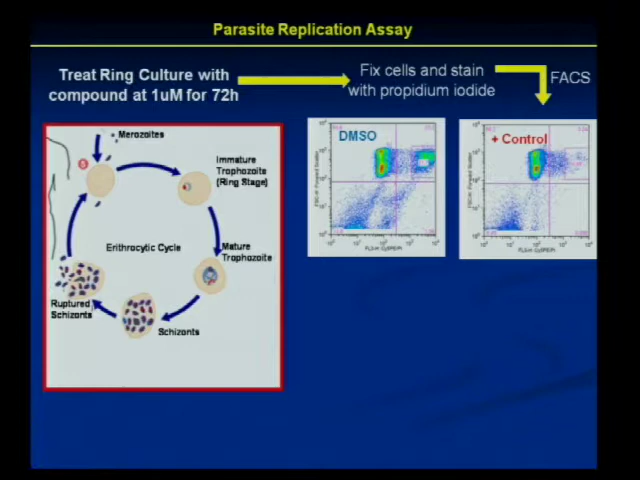 Parasite Replication Assay
Treat Ring Culture with
compound at 1uM for 72h
Fix cells and stain
with propidium iodide
FACS
Merozoites
Immature
Trophozoite
(Ring Stage)
Erithrocytic Cycle
Mature
Trophozoite
Schizonts
Ruptured
Schizonts
DMSO
+ Control